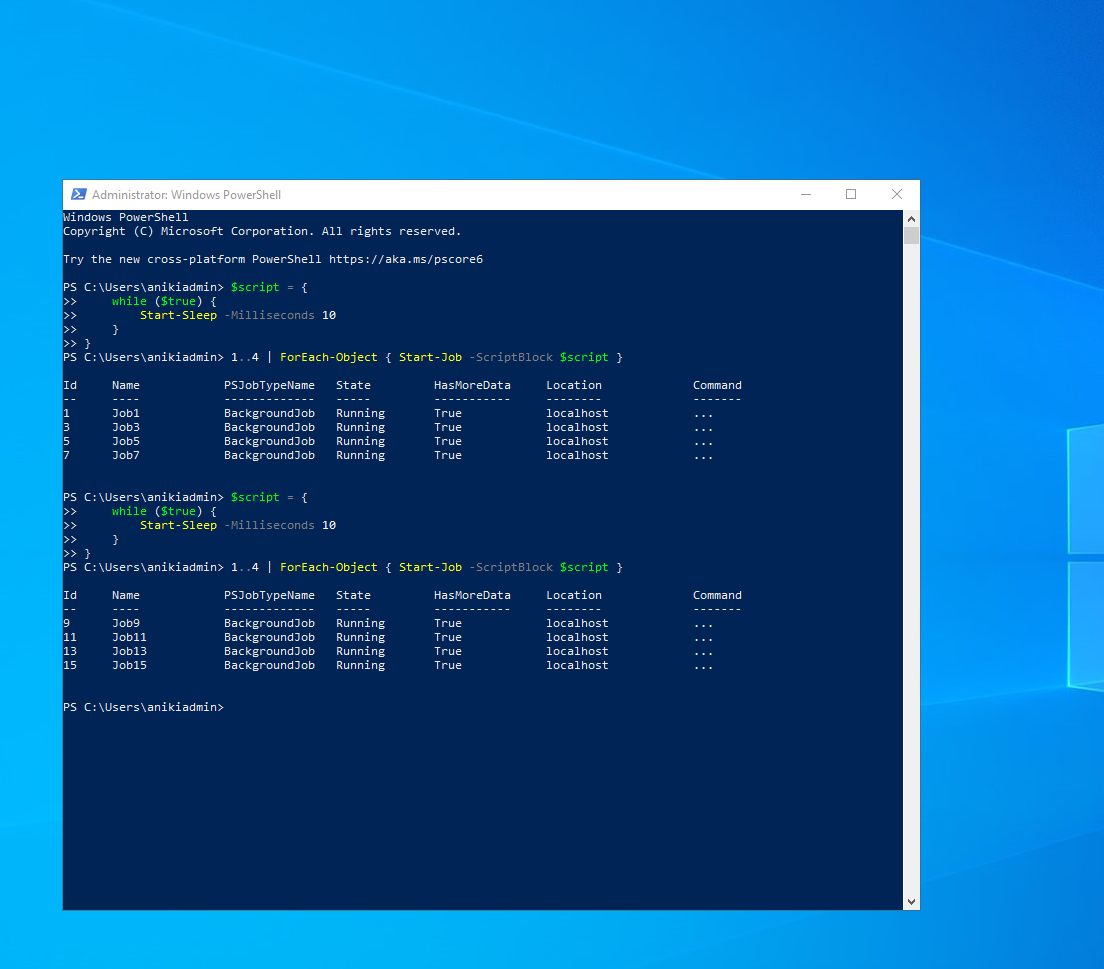 Administrator: Windows PowerShell
Windows PowerShell
Copyright (C) Microsoft Corporation. All rights reserved.
Try the new cross-platform PowerShell https://aka.ms/pscore6
PS C:\Users\anikiadmin> $script = {
>>     while ($true) {
>>         Start-Sleep -Milliseconds 10
>>     }
>> }
PS C:\Users\anikiadmin> 1..4 | ForEach-Object { Start-Job -ScriptBlock $script }
Id     Name            PSJobTypeName   State         HasMoreData     Location             Command
--     ----            -------------   -----         -----------     --------             -------
1      Job1            BackgroundJob   Running       True            localhost            ...
3      Job3            BackgroundJob   Running       True            localhost            ...
5      Job5            BackgroundJob   Running       True            localhost            ...
7      Job7            BackgroundJob   Running       True            localhost            ...
PS C:\Users\anikiadmin> $script = {
>>     while ($true) {
>>         Start-Sleep -Milliseconds 10
>>     }
>> }
PS C:\Users\anikiadmin> 1..4 | ForEach-Object { Start-Job -ScriptBlock $script }
Id     Name            PSJobTypeName   State         HasMoreData     Location             Command
--     ----            -------------   -----         -----------     --------             -------
9      Job9            BackgroundJob   Running       True            localhost            ...
11     Job11           BackgroundJob   Running       True            localhost            ...
13     Job13           BackgroundJob   Running       True            localhost            ...
15     Job15           BackgroundJob   Running       True            localhost            ...
PS C:\Users\anikiadmin>